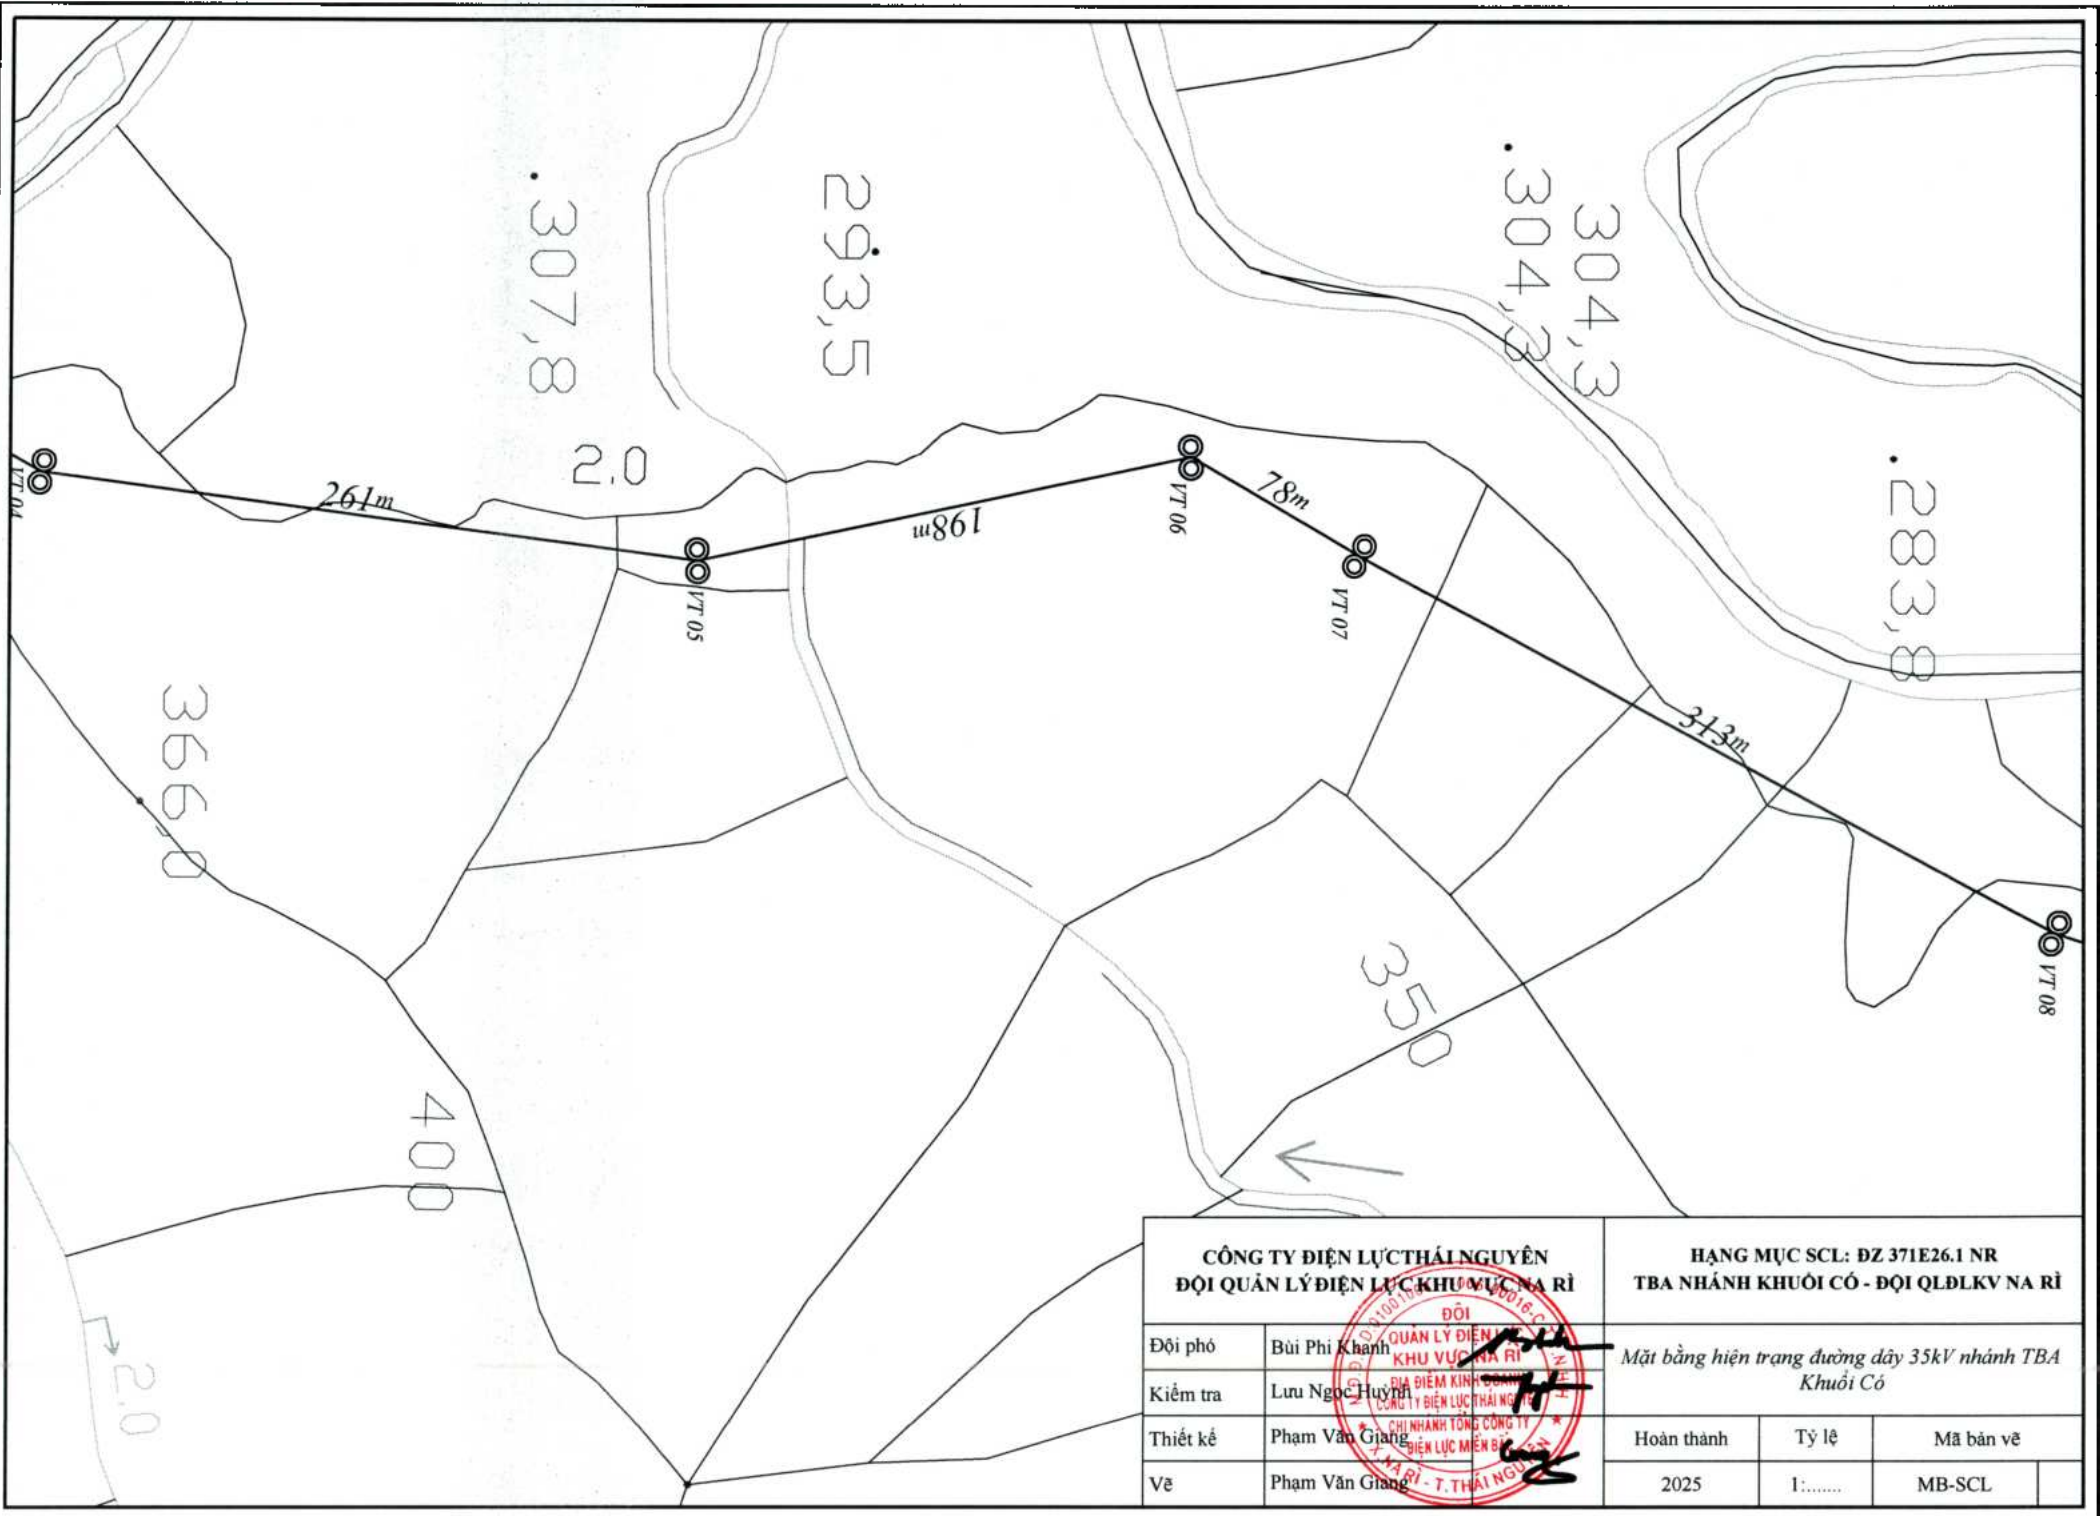 307,8
293,5
304,3
304,3
283,8
2.0
261m
198m
78m
313m
VT 04
VT 05
VT 06
VT 07
VT 08
366,0
350
400
2.0
CÔNG TY ĐIỆN LỰCTHÁI NGUYÊN
ĐỘI QUẢN LÝ ĐIỆN LỰC KHU VỰC NA RÌ
HẠNG MỤC SCL: ĐZ 371E26.1 NR
TBA NHÁNH KHUỔI CÓ - ĐỘI QLĐLKV NA RÌ
Đội phó
Bùi Phi Khanh
Mặt bằng hiện trạng đường dây 35kV nhánh TBA
Khuổi Có
Kiểm tra
Lưu Ngọc Huỳnh
Thiết kế
Phạm Văn Giang
Hoàn thành
Tỷ lệ
Mã bản vẽ
Vẽ
Phạm Văn Giang
2025
1:.......
MB-SCL
ĐỘI
QUẢN LÝ ĐIỆN
KHU VỰC NA RÌ
ĐỊA ĐIỂM KINH DOANH
CÔNG TY ĐIỆN LỰC THÁI
CHI NHÁNH TỔNG CÔNG TY
ĐIỆN LỰC MIỀN
X. NA RÌ - T. THÁI NGUYÊN